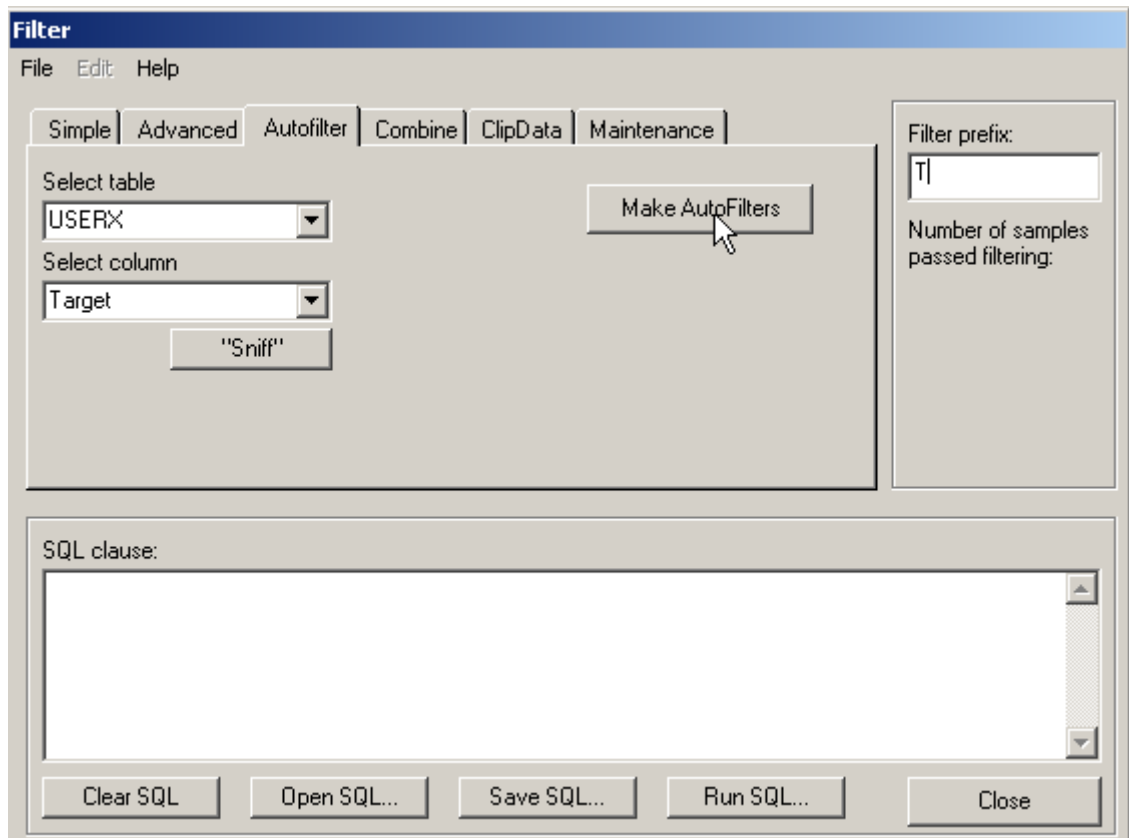 Filter
File Edit Help
Simple Advanced Autofilter Combine ClipData Maintenance
Select table
USERX
Select column
Target
"Sniff"
Make AutoFilters
Filter prefix:
T
Number of samples
passed filtering:
SQL clause:
Clear SQL Open SQL... Save SQL... Run SQL... Close